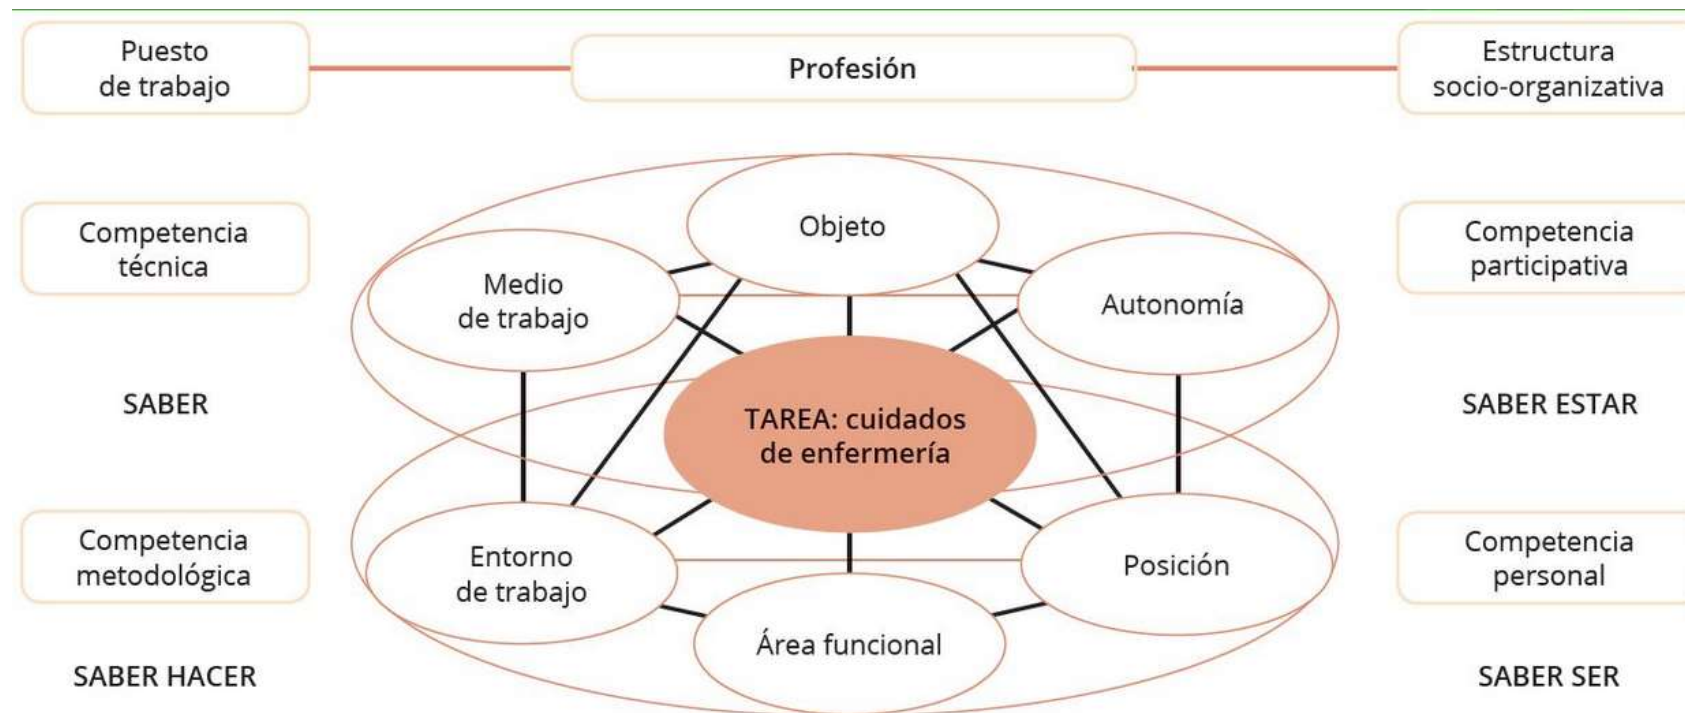 Puesto
de trabajo
Profesión
Estructura
socio-organizativa
Competencia
técnica
Objeto
Competencia
participativa
Medio
de trabajo
Autonomía
SABER
TAREA: cuidados
de enfermería
SABER ESTAR
Competencia
metodológica
Entorno
de trabajo
Posición
Competencia
personal
Área funcional
SABER HACER
SABER SER